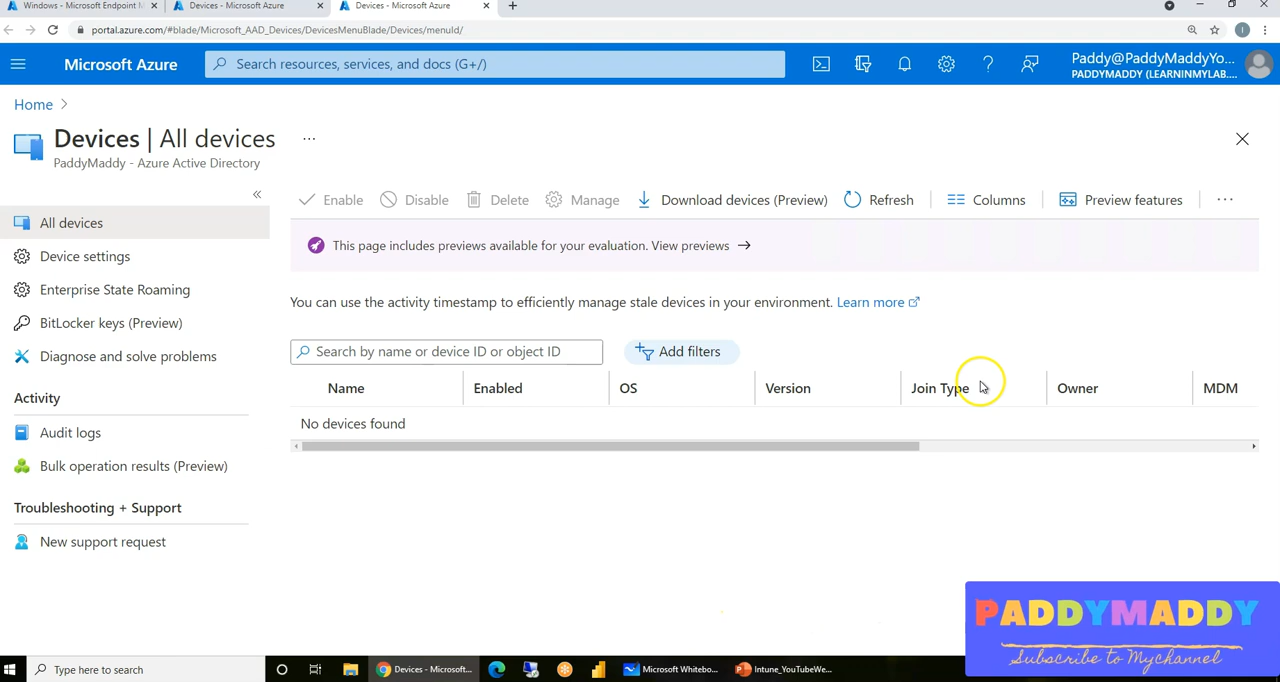 Windows - Microsoft Endpoint M
Devices - Microsoft Azure
Devices - Microsoft Azure
portal.azure.com/#blade/Microsoft_AAD_Devices/DevicesMenuBlade/Devices/menuId/
Microsoft Azure
Search resources, services, and docs (G+/)
Paddy@PaddyMaddyYo...
PADDYMADDY (LEARNINMYLAB....
Home
Devices | All devices
...
PaddyMaddy - Azure Active Directory
Enable
Disable
Delete
Manage
Download devices (Preview)
Refresh
Columns
Preview features
...
This page includes previews available for your evaluation. View previews →
You can use the activity timestamp to efficiently manage stale devices in your environment. Learn more
Search by name or device ID or object ID
Add filters
Name
Enabled
OS
Version
Join Type
Owner
MDM
No devices found
All devices
Device settings
Enterprise State Roaming
BitLocker keys (Preview)
Diagnose and solve problems
Activity
Audit logs
Bulk operation results (Preview)
Troubleshooting + Support
New support request
PADDYMADDY
Subscribe to Mychannel
Type here to search
Devices - Microsoft...
Microsoft Whitebo...
Intune_YouTubeWe...